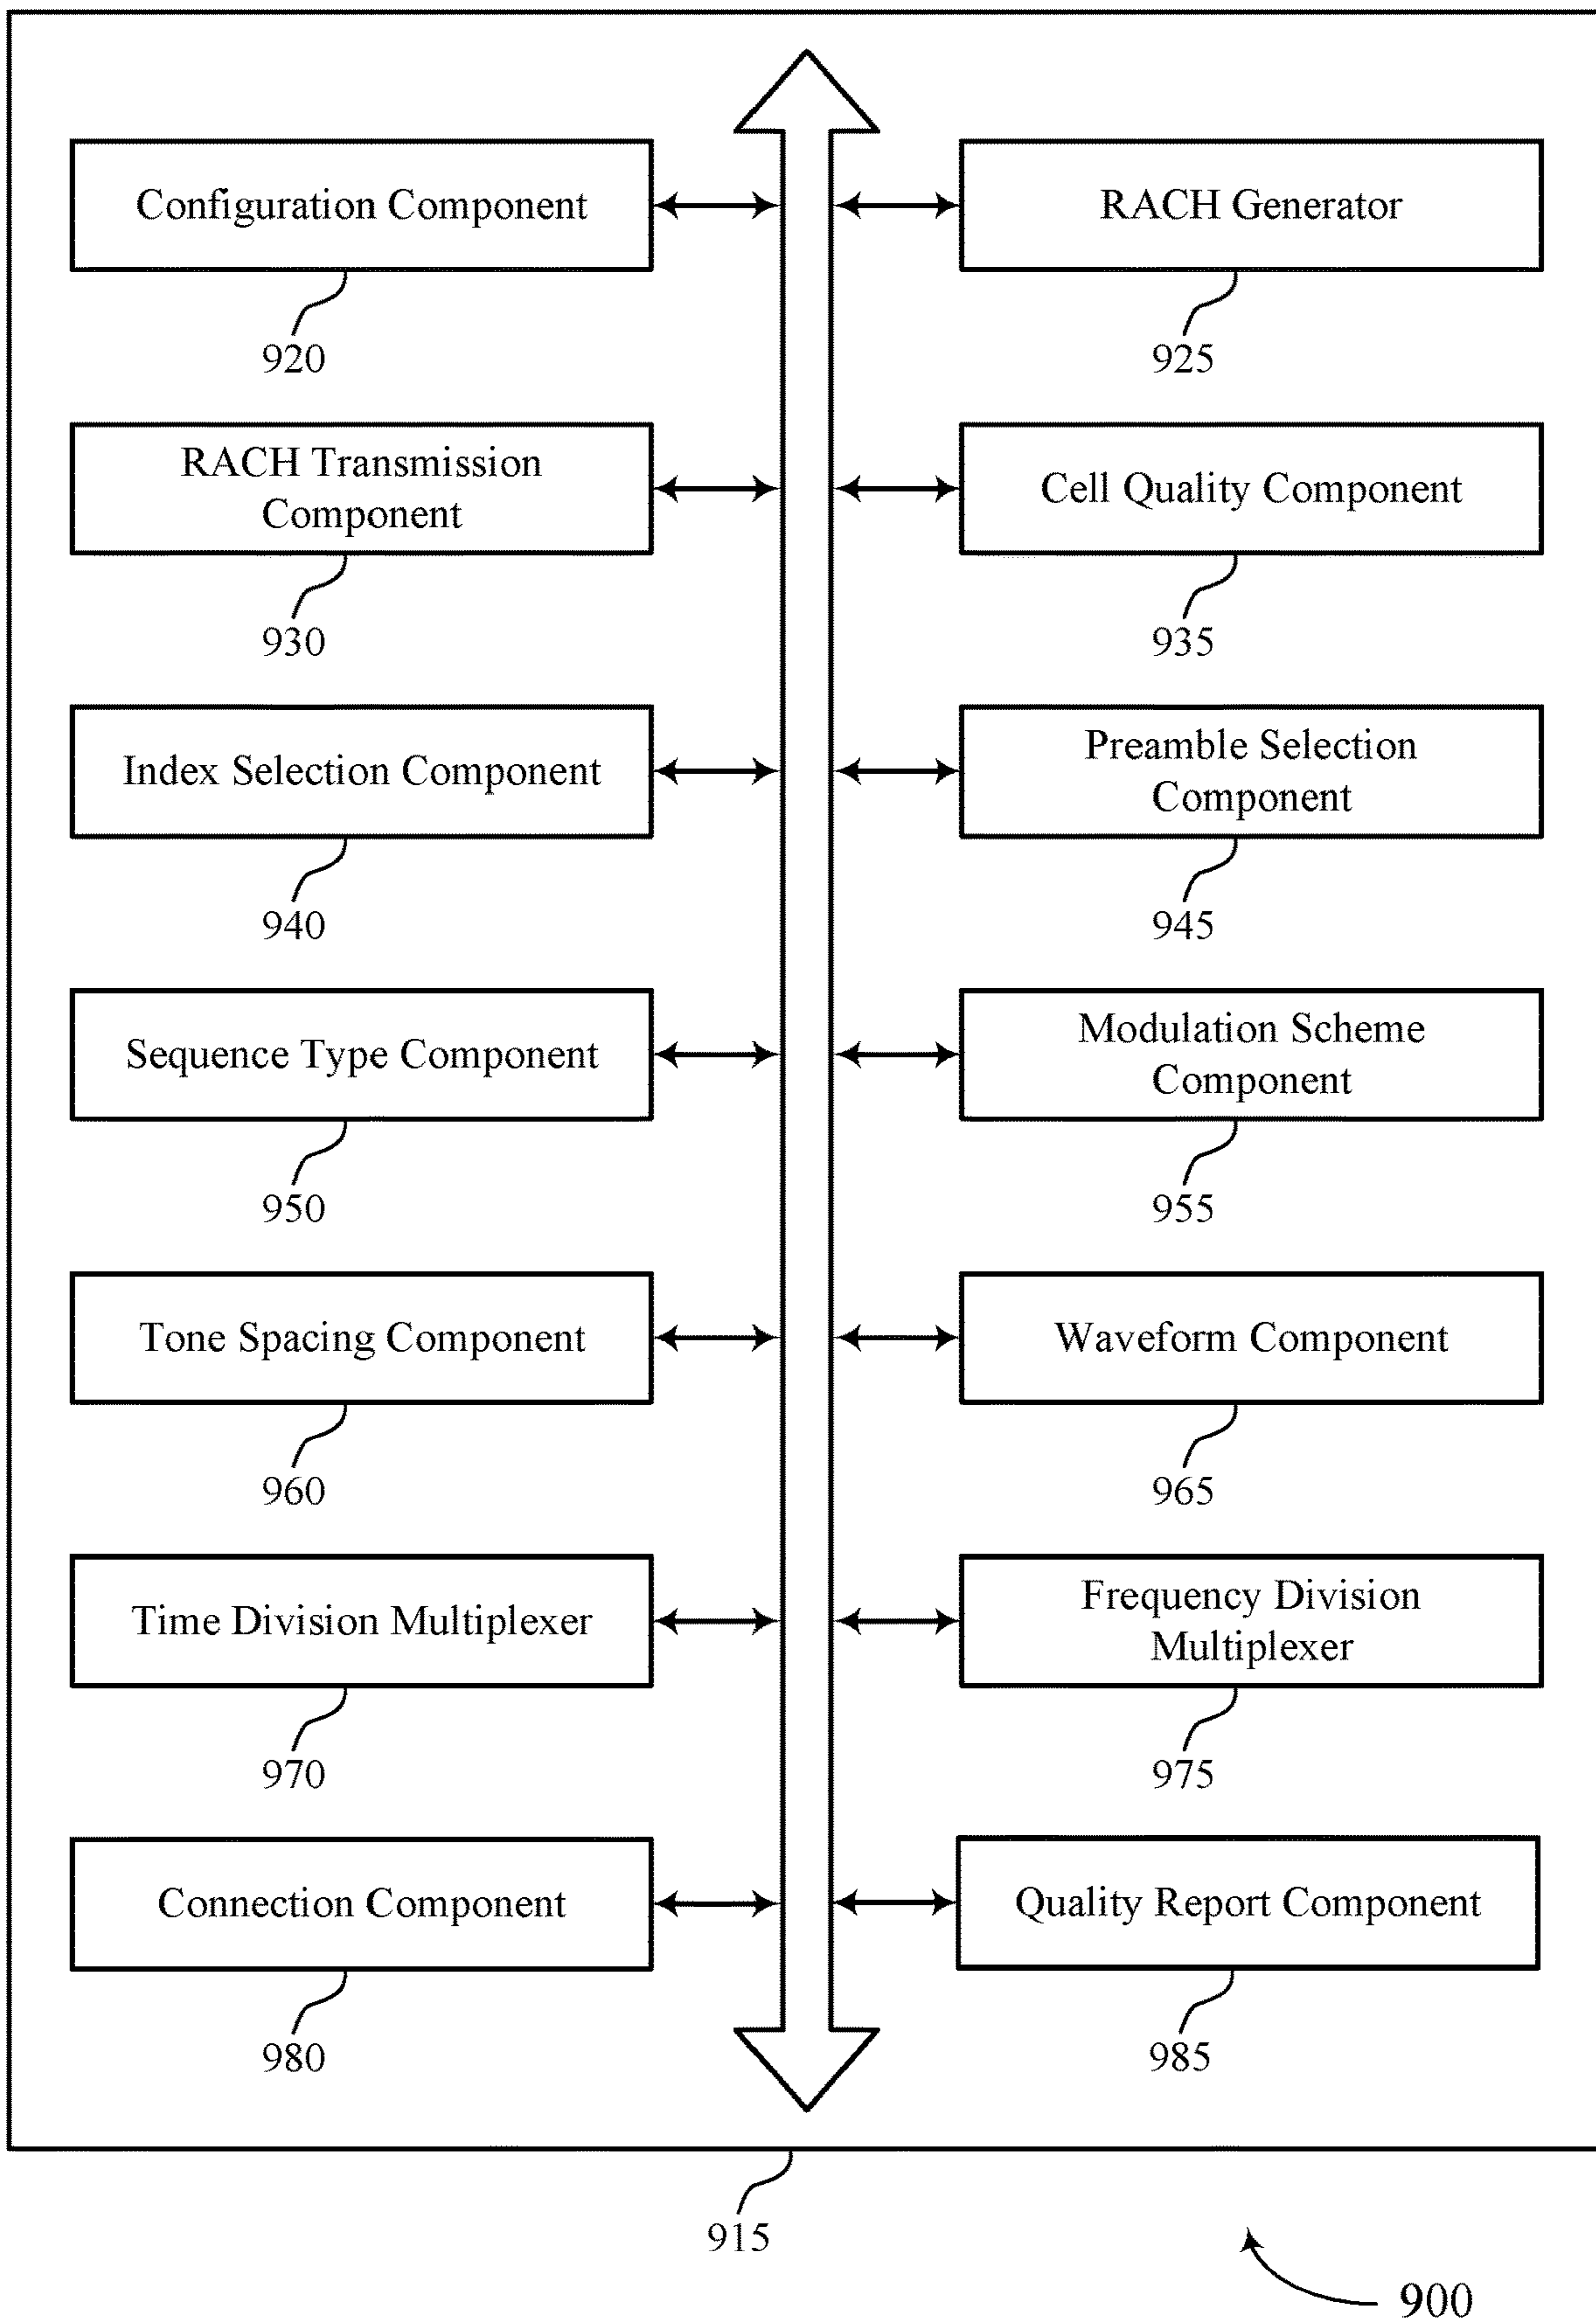 Configuration Component
RACH Generator
920
925
RACH Transmission
Component
Cell Quality Component
930
935
Index Selection Component
Preamble Selection
Component
940
945
Sequence Type Component
Modulation Scheme
Component
950
955
Tone Spacing Component
Waveform Component
960
965
Time Division Multiplexer
Frequency Division
Multiplexer
970
975
Connection Component
Quality Report Component
980
985
915
900